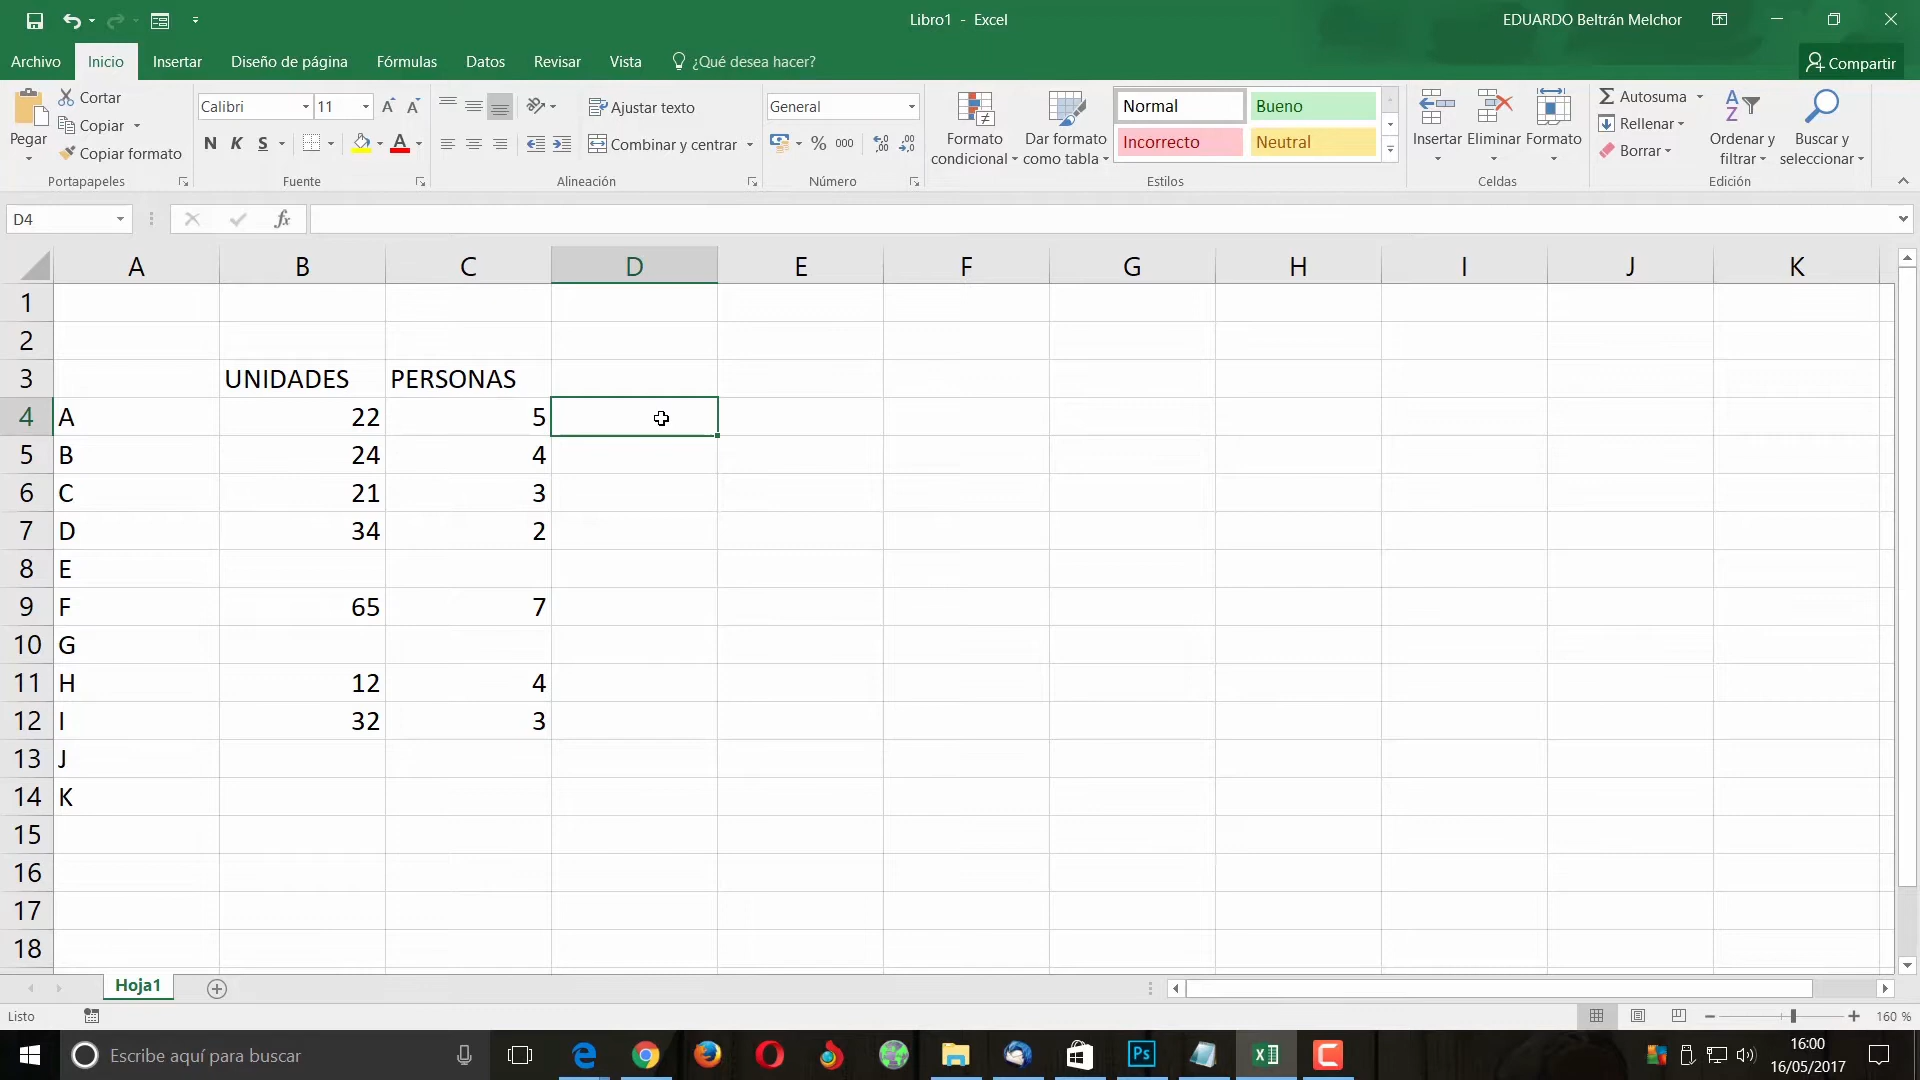 Libro1 - Excel
EDUARDO Beltrán Melchor
Archivo Inicio Insertar Diseño de página Fórmulas Datos Revisar Vista ¿Qué desea hacer? Compartir
Pegar
Cortar
Copiar
Copiar formato
Portapapeles
Calibri 11
N K S
Fuente
Ajustar texto
Combinar y centrar
Alineación
General
% 000
Número
Formato condicional
Dar formato como tabla
Normal Bueno
Incorrecto Neutral
Estilos
Insertar Eliminar Formato
Celdas
Autosuma
Rellenar
Borrar
Ordenar y filtrar
Buscar y seleccionar
Edición
D4 fx
A B C D E F G H I J K
1
2
3 UNIDADES PERSONAS
4 A 22 5
5 B 24 4
6 C 21 3
7 D 34 2
8 E
9 F 65 7
10 G
11 H 12 4
12 I 32 3
13 J
14 K
15
16
17
18
Hoja1
Listo 160 %
Escribe aquí para buscar
16:00
16/05/2017